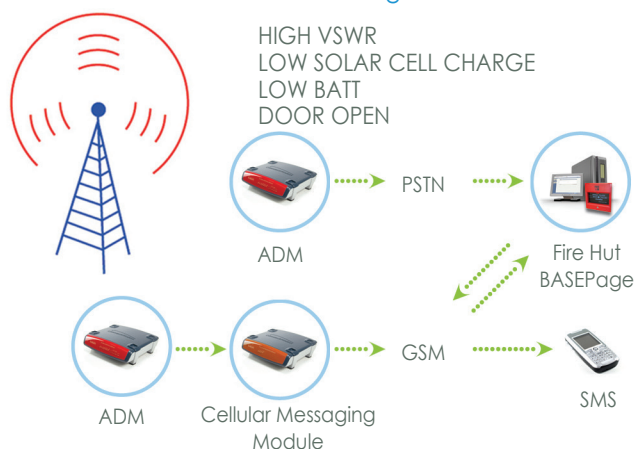 HIGH VSWR
LOW SOLAR CELL CHARGE
LOW BATT
DOOR OPEN
PSTN
ADM
Fire Hut
BASEPage
GSM
ADM
Cellular Messaging
Module
SMS